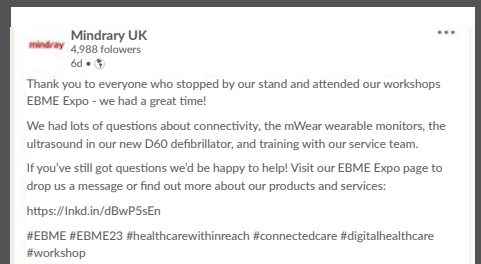 mindray
Mindrary UK
4,988 followers
6d •
Thank you to everyone who stopped by our stand and attended our workshops
EBME Expo - we had a great time!
We had lots of questions about connectivity, the mWear wearable monitors, the
ultrasound in our new D60 defibrillator, and training with our service team.
If you've still got questions we'd be happy to help! Visit our EBME Expo page to
drop us a message or find out more about our products and services:
https://lnkd.in/dBwP5sEn
#EBME #EBME23 #healthcarewithinreach #connectedcare #digitalhealthcare
#workshop